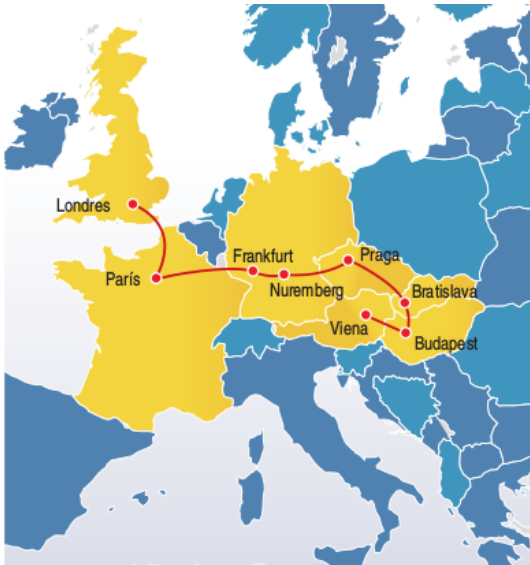 Londres
París
Frankfurt
Nuremberg
Praga
Bratislava
Viena
Budapest